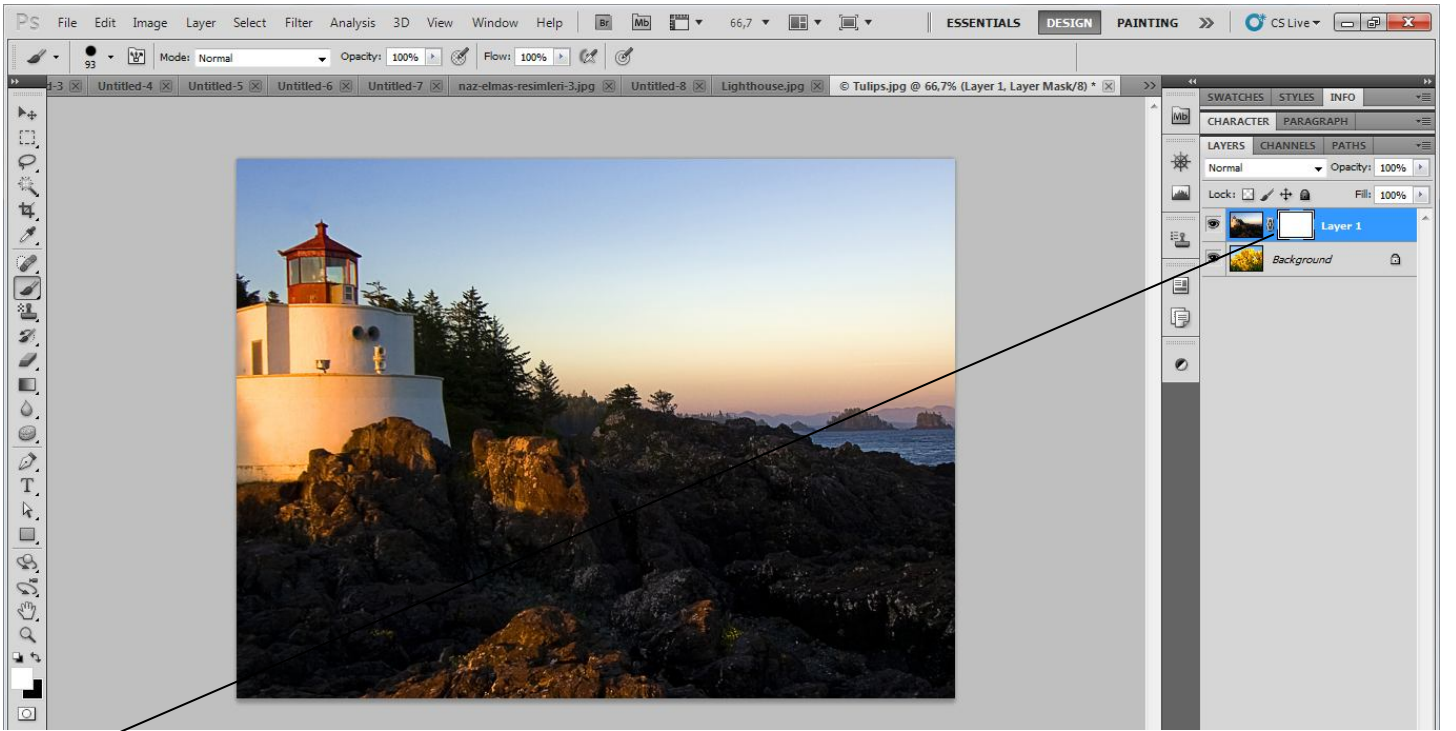 Ps File Edit Image Layer Select Filter Analysis 3D View Window Help Br Mb 66,7 ESSENTIALS DESIGN PAINTING CS Live
93 Mode: Normal Opacity: 100% Flow: 100%
d-3 Untitled-4 Untitled-5 Untitled-6 Untitled-7 naz-elmas-resimleri-3.jpg Untitled-8 Lighthouse.jpg © Tulips.jpg @ 66,7% (Layer 1, Layer Mask/8) *
Mb
SWATCHES STYLES INFO
CHARACTER PARAGRAPH
LAYERS CHANNELS PATHS
Normal Opacity: 100%
Lock: Fill: 100%
Layer 1
Background